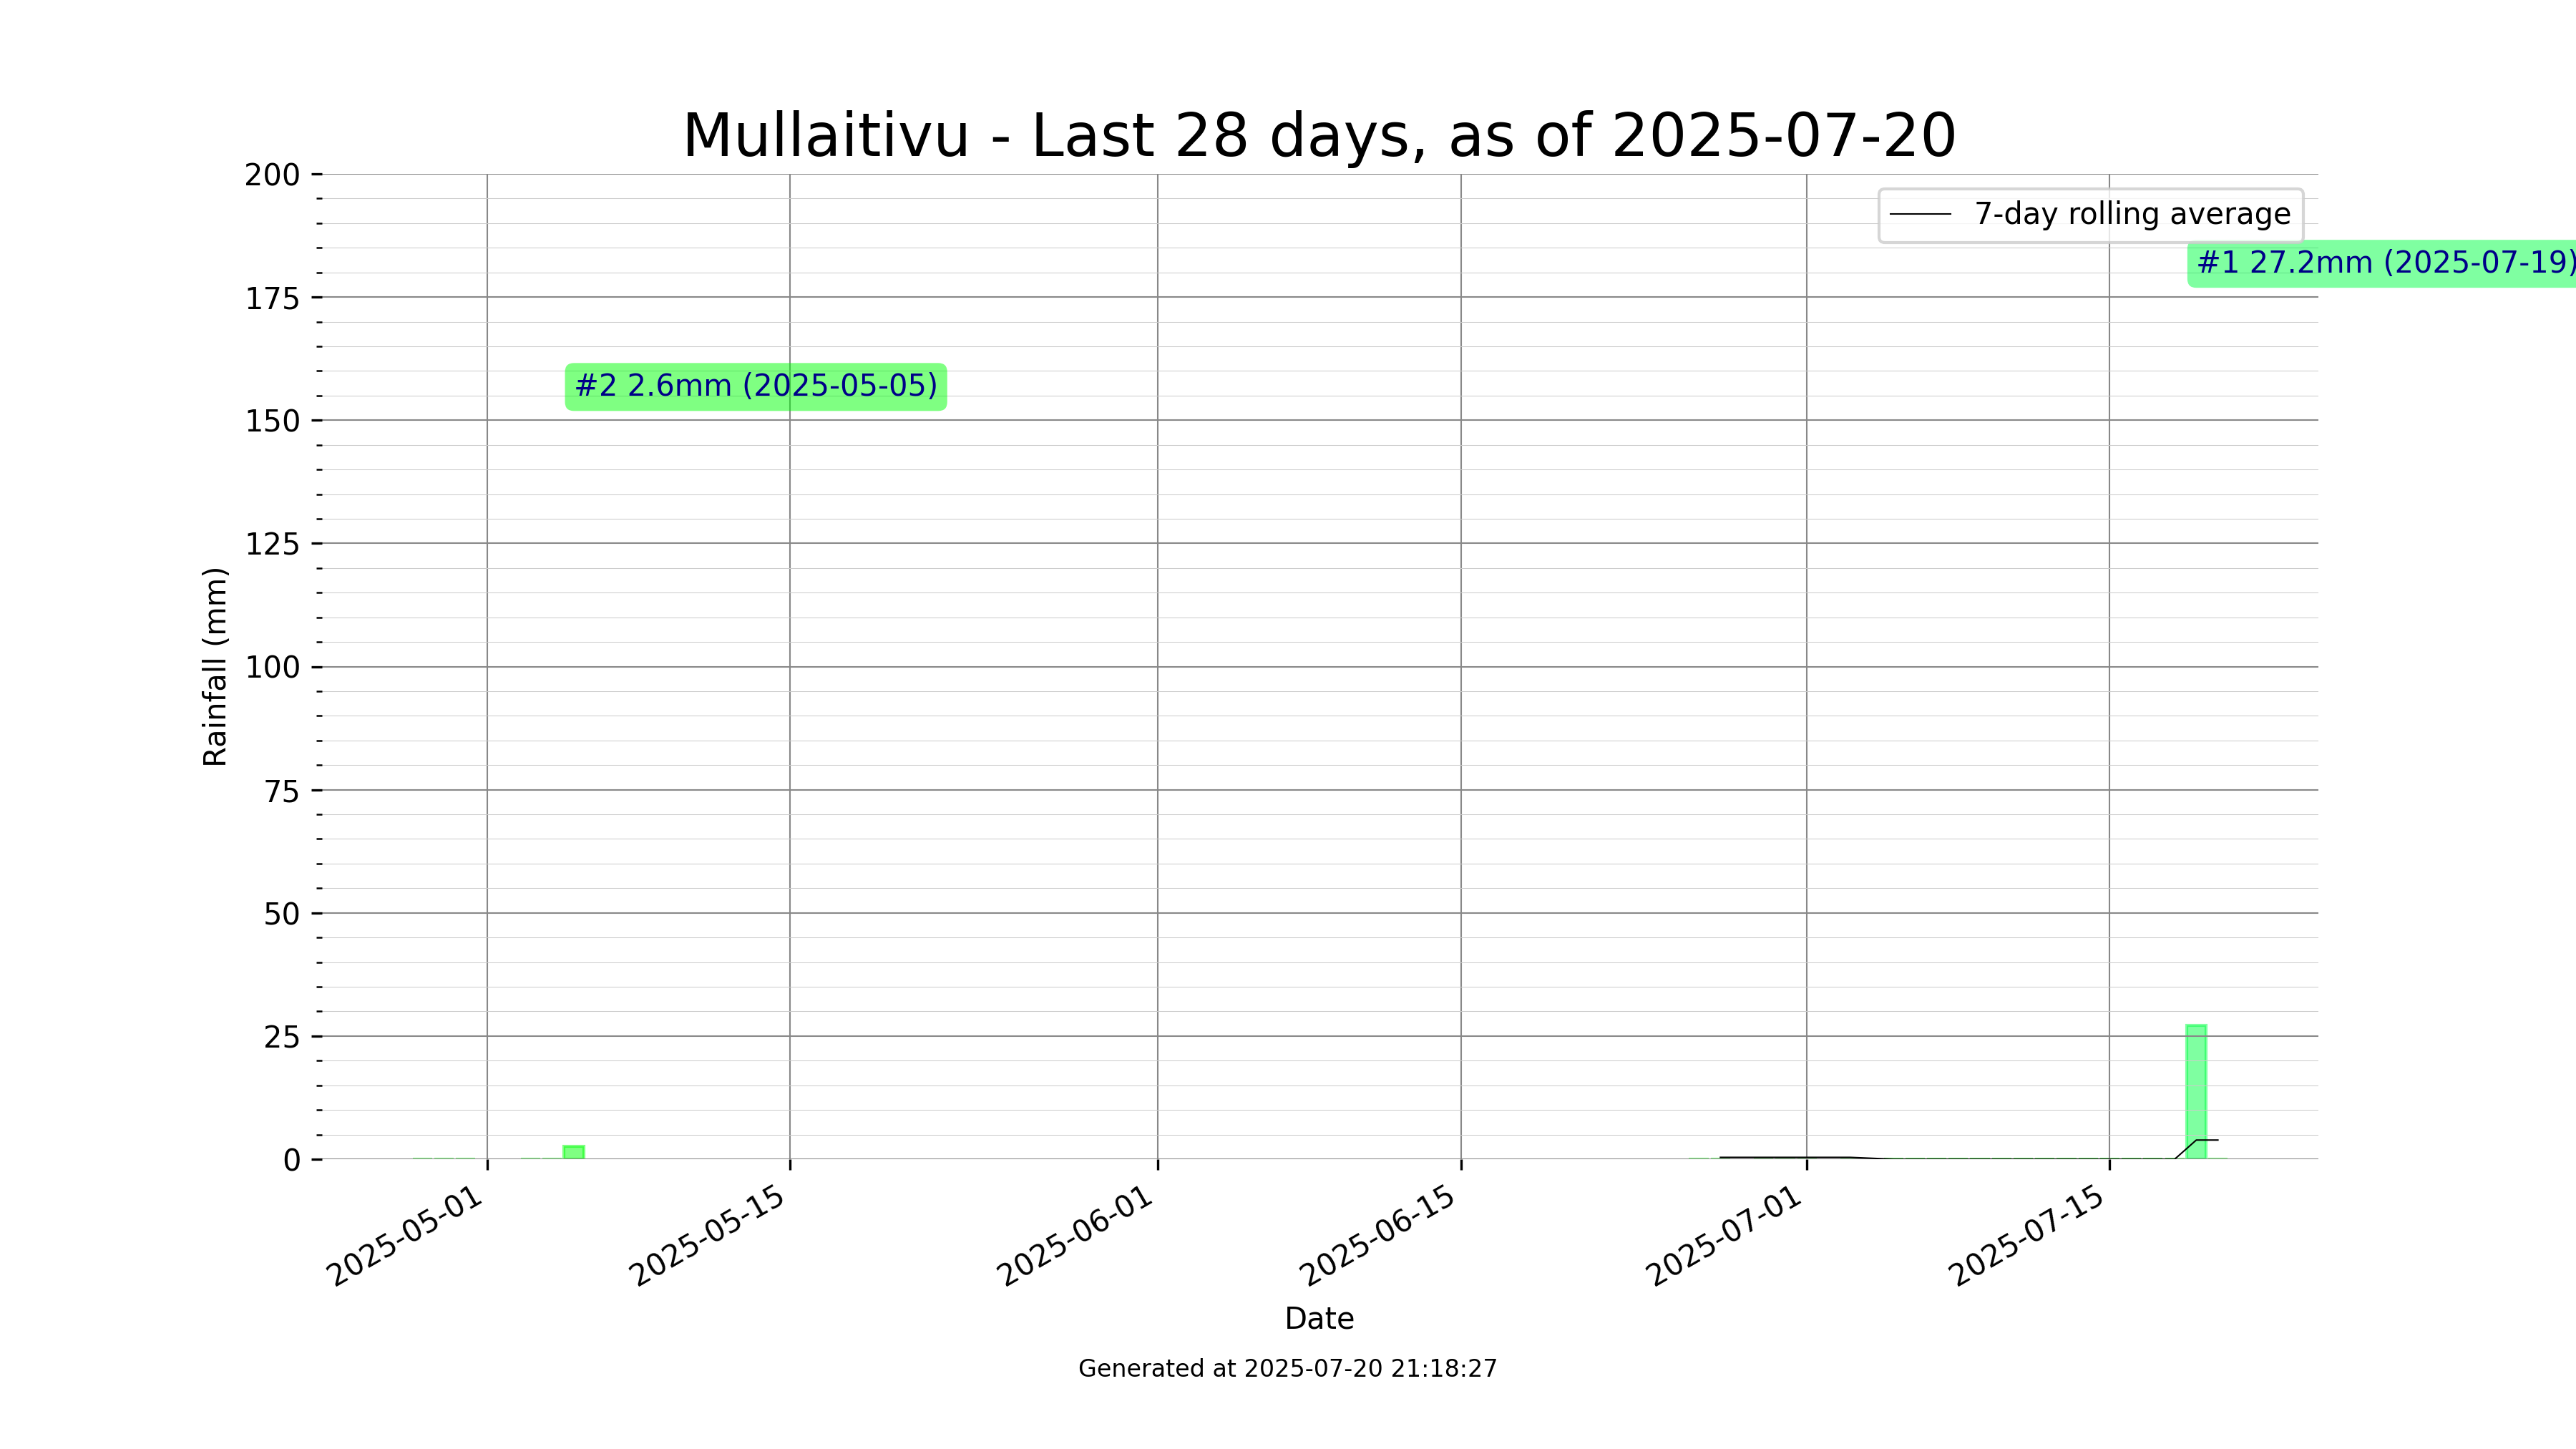 Mullaitivu - Last 28 days, as of 2025-07-20
200
175
150
125
100
75
50
25
0
Rainfall (mm)
7-day rolling average
#1 27.2mm (2025-07-19)
#2 2.6mm (2025-05-05)
2025-05-01
2025-05-15
2025-06-01
2025-06-15
2025-07-01
2025-07-15
Date
Generated at 2025-07-20 21:18:27